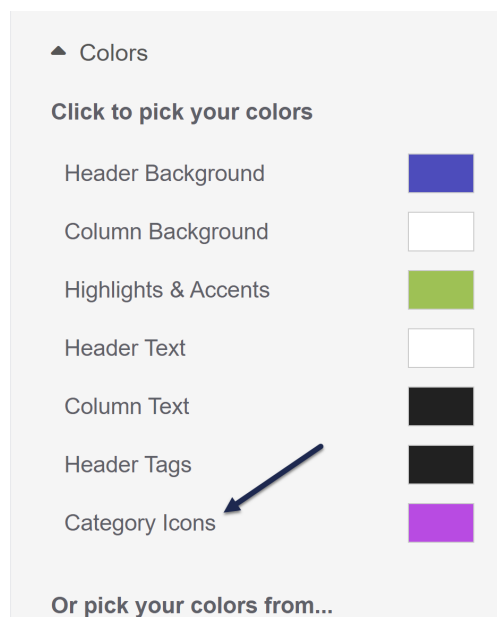 Colors
Click to pick your colors
Header Background
Column Background
Highlights & Accents
Header Text
Column Text
Header Tags
Category Icons
Or pick your colors from...